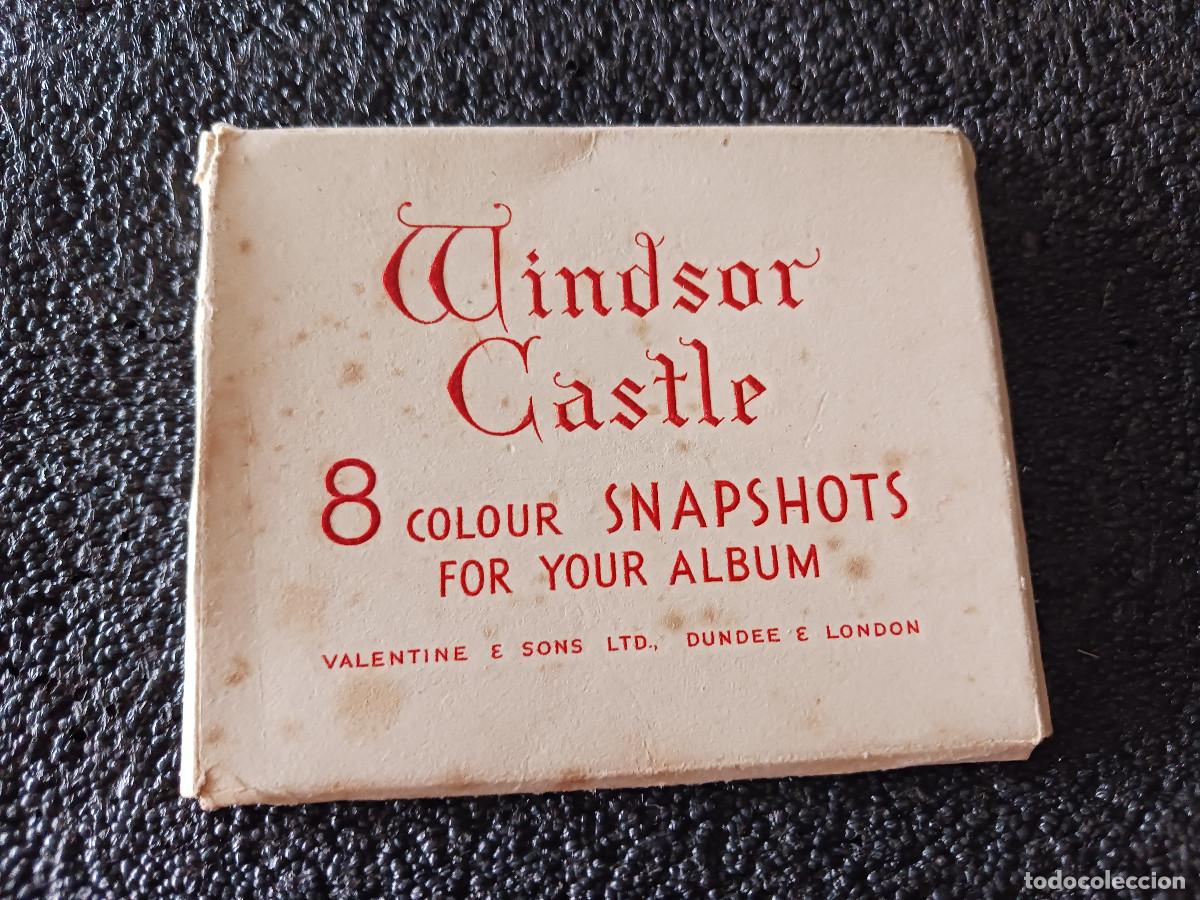 Windsor
Castle
8 COLOUR SNAPSHOTS
FOR YOUR ALBUM
VALENTINE & SONS LTD., DUNDEE & LONDON
todocoleccion